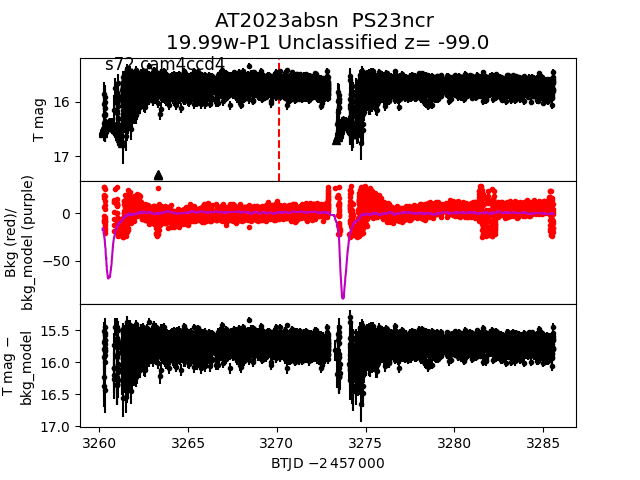 AT2023absn  PS23ncr
19.99w-P1 Unclassified z= -99.0
s72 cam4ccd4
T mag
16
17
Bkg (red)/
bkg_model (purple)
0
−50
T mag −
bkg_model
15.5
16.0
16.5
17.0
3260 3265 3270 3275 3280 3285
BTJD −2 457 000